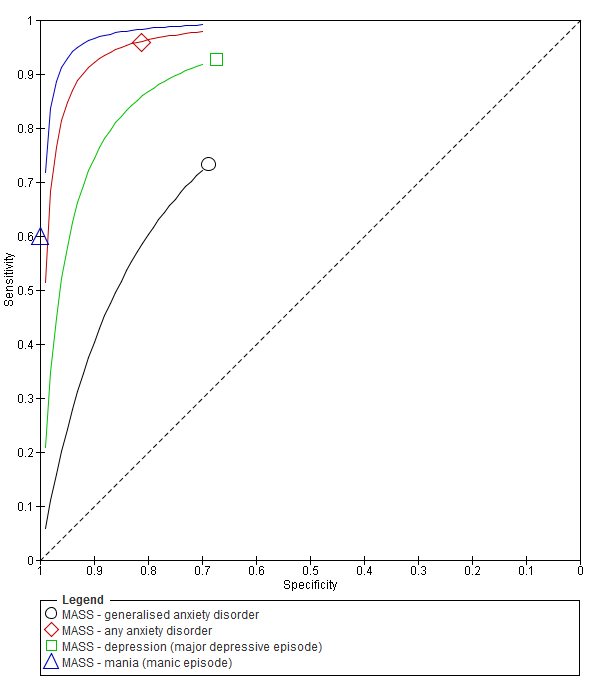 1
0.9
0.8
0.7
0.6
0.5
0.4
0.3
0.2
0.1
0
Sensitivity
1 0.9 0.8 0.7 0.6 0.5 0.4 0.3 0.2 0.1 0
Specificity
Legend
MASS - generalised anxiety disorder
MASS - any anxiety disorder
MASS - depression (major depressive episode)
MASS - mania (manic episode)